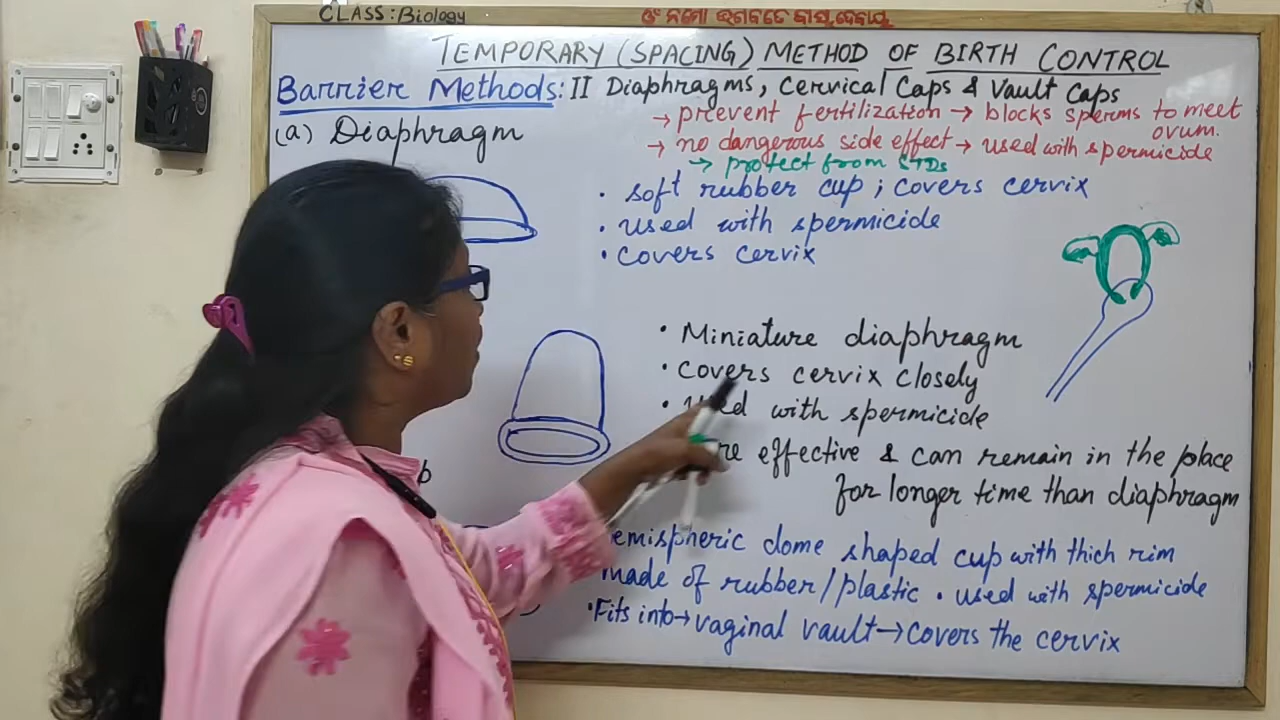 CLASS: Biology
ଓଁ ନମୋ ଭଗବତେ ବାସୁଦେବାୟ
TEMPORARY (SPACING) METHOD OF BIRTH CONTROL
Barrier Methods: II Diaphragms, Cervical Caps & Vault Caps
→ prevent fertilization → blocks sperms to meet ovum.
(a) Diaphragm
→ no dangerous side effect → used with spermicide
→ protect from STDs
• soft rubber cup ; covers cervix
• used with spermicide
• covers cervix
• Miniature diaphragm
• covers cervix closely
• used with spermicide
effective & can remain in the place
for longer time than diaphragm
emispheric dome shaped cup with thich rim
made of rubber/plastic • used with spermicide
• Fits into → vaginal vault → covers the cervix